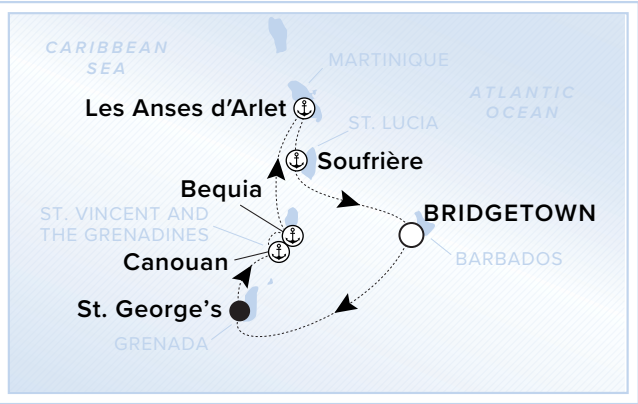 CARIBBEAN
SEA
MARTINIQUE
ATLANTIC
OCEAN
Les Anses d’Arlet
ST. LUCIA
Soufrière
Bequia
ST. VINCENT AND
THE GRENADINES
BRIDGETOWN
BARBADOS
Canouan
St. George’s
GRENADA